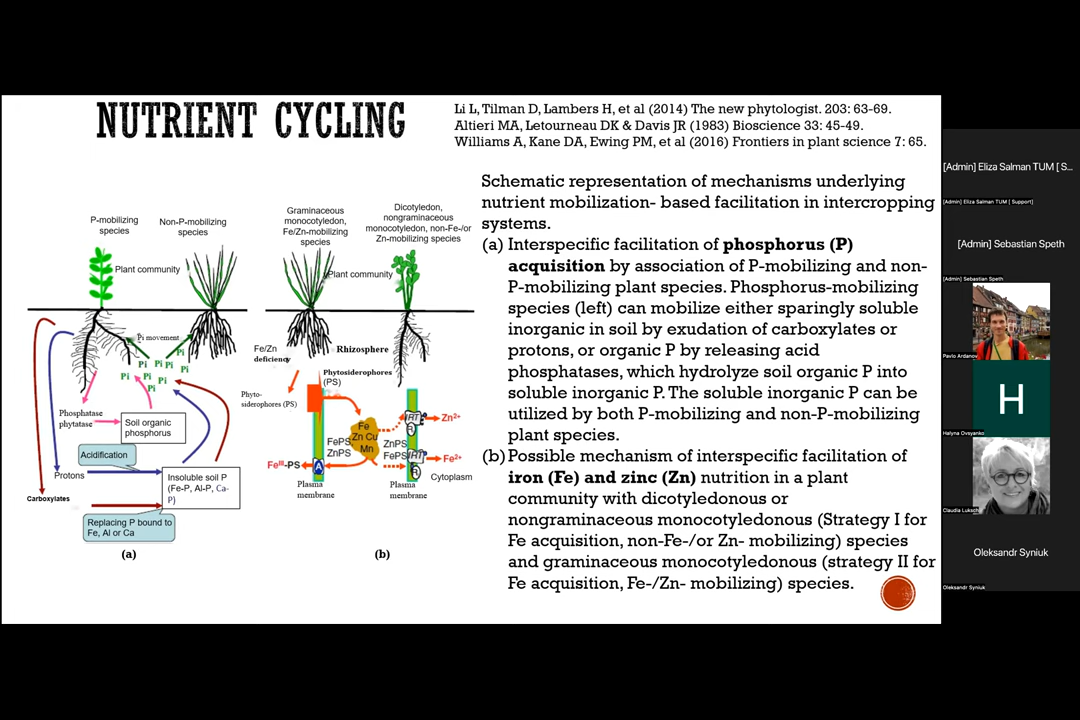 NUTRIENT CYCLING
Li L, Tilman D, Lambers H, et al (2014) The new phytologist. 203: 63-69.
Altieri MA, Letourneau DK & Davis JR (1983) Bioscience 33: 45-49.
Williams A, Kane DA, Ewing PM, et al (2016) Frontiers in plant science 7: 65.
Schematic representation of mechanisms underlying
nutrient mobilization- based facilitation in intercropping
systems.
(a) Interspecific facilitation of phosphorus (P)
acquisition by association of P-mobilizing and non-
P-mobilizing plant species. Phosphorus-mobilizing
species (left) can mobilize either sparingly soluble
inorganic in soil by exudation of carboxylates or
protons, or organic P by releasing acid
phosphatases, which hydrolyze soil organic P into
soluble inorganic P. The soluble inorganic P can be
utilized by both P-mobilizing and non-P-mobilizing
plant species.
(b) Possible mechanism of interspecific facilitation of
iron (Fe) and zinc (Zn) nutrition in a plant
community with dicotyledonous or
nongraminaceous monocotyledonous (Strategy I for
Fe acquisition, non-Fe-/or Zn- mobilizing) species
and graminaceous monocotyledonous (strategy II for
Fe acquisition, Fe-/Zn- mobilizing) species.
P-mobilizing
species
Non-P-mobilizing
species
Plant community
Pi movement
Pi
Pi Pi Pi
Pi Pi Pi
Pi
Pi
Phosphatase
phytatase
Soil organic
phosphorus
Acidification
Protons
Insoluble soil P
(Fe-P, Al-P, Ca-
P)
Carboxylates
Replacing P bound to
Fe, Al or Ca
(a)
Graminaceous
monocotyledon,
Fe/Zn-mobilizing
species
Dicotyledon,
nongraminaceous
monocotyledon, non-Fe-/or
Zn-mobilizing species
Plant community
Fe/Zn
deficiency
Rhizosphere
Phytosiderophores
(PS)
Phyto-
siderophores (PS)
Fe
Zn Cu
Mn
IRT
R
Zn2+
FePS
ZnPS
ZnPS
FePS
IRT
R
Fe2+
FeIII-PS
A
Plasma
membrane
Plasma
membrane
Cytoplasm
(b)
[Admin] Eliza Salman TUM [ S...
[Admin] Eliza Salman TUM [ Support]
[Admin] Sebastian Speth
[Admin] Sebastian Speth
Pavlo Ardanov
H
Halyna Ovsyanko
Claudia Luksch
Oleksandr Syniuk
Oleksandr Syniuk